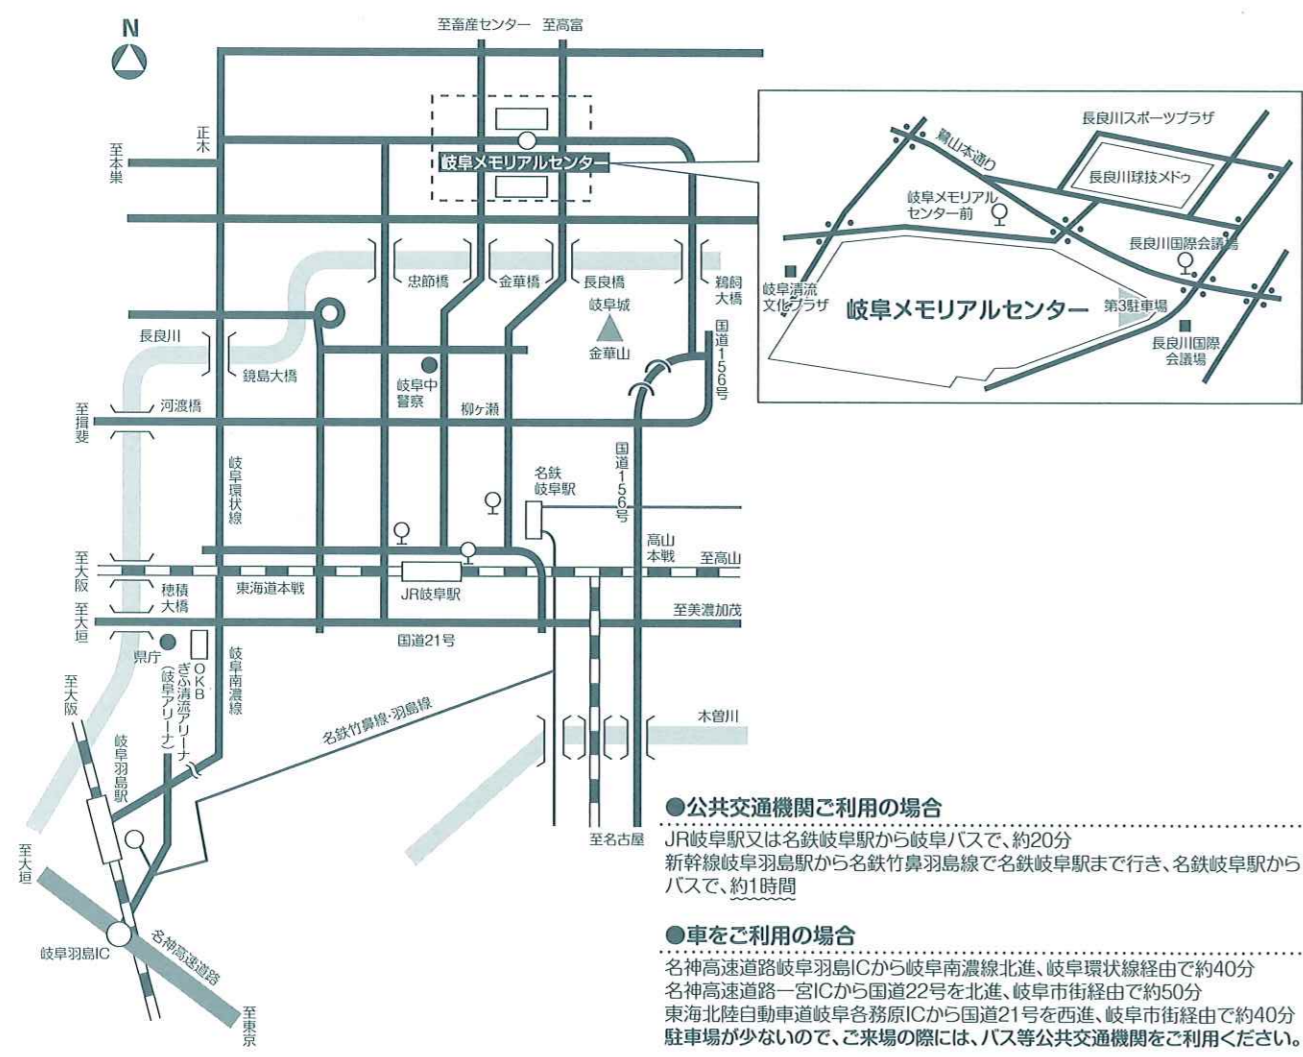 N
至畜産センター
至高富
正木
至本巣
岐阜メモリアルセンター
忠節橋
金華橋
長良橋
鵜飼
大橋
岐阜城
金華山
国道156号
長良川
鏡島大橋
岐阜中
警察
至揖斐
河渡橋
柳ヶ瀬
岐阜環状線
国道156号
名鉄
岐阜駅
高山
本戦
至高山
至大阪
穂積
大橋
東海道本戦
JR岐阜駅
至大垣
至美濃加茂
国道21号
県庁
OKB
ぎふ清流アリーナ
(岐阜アリーナ)
岐阜南濃線
至大阪
岐阜羽島駅
名鉄竹鼻線・羽島線
木曽川
至名古屋
至大垣
岐阜羽島IC
名神高速道路
至東京
長良川スポーツプラザ
鷺山本通り
長良川球技メドゥ
岐阜メモリアル
センター前
長良川国際会議場
岐阜清流
文化プラザ
岐阜メモリアルセンター
第3駐車場
長良川国際
会議場
●公共交通機関ご利用の場合
JR岐阜駅又は名鉄岐阜駅から岐阜バスで、約20分
新幹線岐阜羽島駅から名鉄竹鼻羽島線で名鉄岐阜駅まで行き、名鉄岐阜駅から
バスで、約1時間
●車をご利用の場合
名神高速道路岐阜羽島ICから岐阜南濃線北進、岐阜環状線経由で約40分
名神高速道路一宮ICから国道22号を北進、岐阜市街経由で約50分
東海北陸自動車道岐阜各務原ICから国道21号を西進、岐阜市街経由で約40分
駐車場が少ないので、ご来場の際には、バス等公共交通機関をご利用ください。